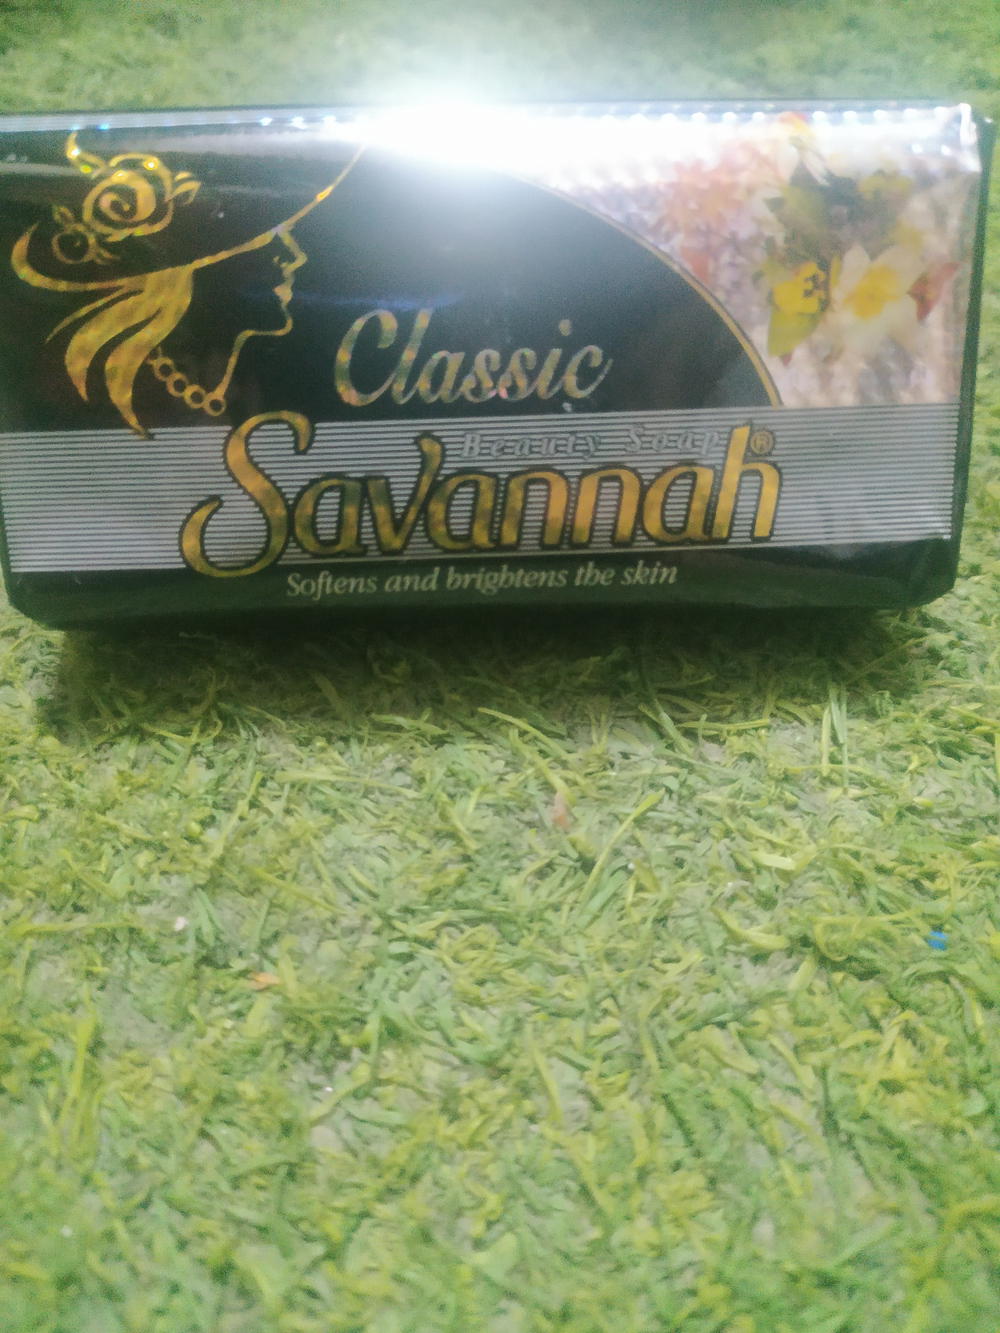 Classic
Beauty Soap
Savannah®
Softens and brightens the skin